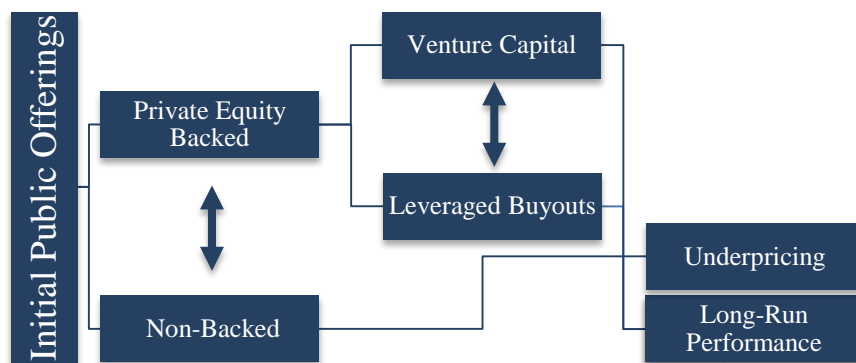 Initial Public Offerings
Private Equity
Backed
Non-Backed
Venture Capital
Leveraged Buyouts
Underpricing
Long-Run
Performance